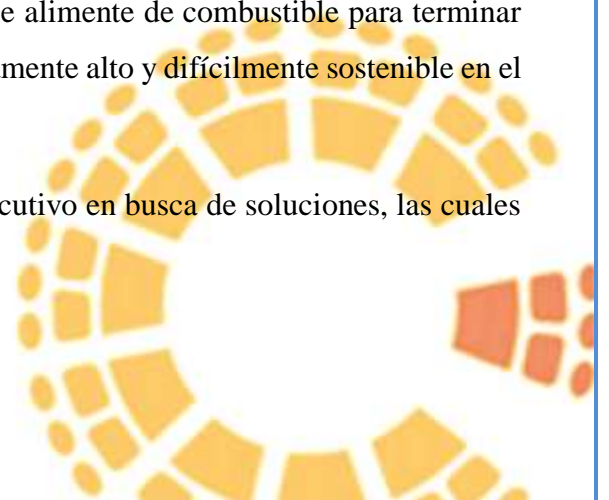 e alimente de combustible para terminar
mente alto y difícilmente sostenible en el
cutivo en busca de soluciones, las cuales